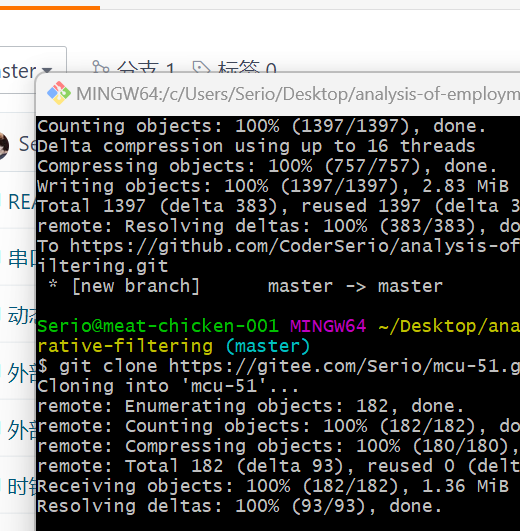 ster
分支 1 标签 0
MINGW64:/c/Users/Serio/Desktop/analysis-of-employm
Counting objects: 100% (1397/1397), done.
Delta compression using up to 16 threads
Compressing objects: 100% (757/757), done.
Writing objects: 100% (1397/1397), 2.83 MiB
Total 1397 (delta 383), reused 1397 (delta 3
remote: Resolving deltas: 100% (383/383), do
To https://github.com/CoderSerio/analysis-of
iltering.git
* [new branch] master -> master
Serio@meat-chicken-001 MINGW64 ~/Desktop/ana
rative-filtering (master)
$ git clone https://gitee.com/Serio/mcu-51.g
Cloning into 'mcu-51'...
remote: Enumerating objects: 182, done.
remote: Counting objects: 100% (182/182), do
remote: Compressing objects: 100% (180/180),
remote: Total 182 (delta 93), reused 0 (delt
Receiving objects: 100% (182/182), 1.36 MiB
Resolving deltas: 100% (93/93), done.
Se
REA
串
动态
外部
外部
时钟